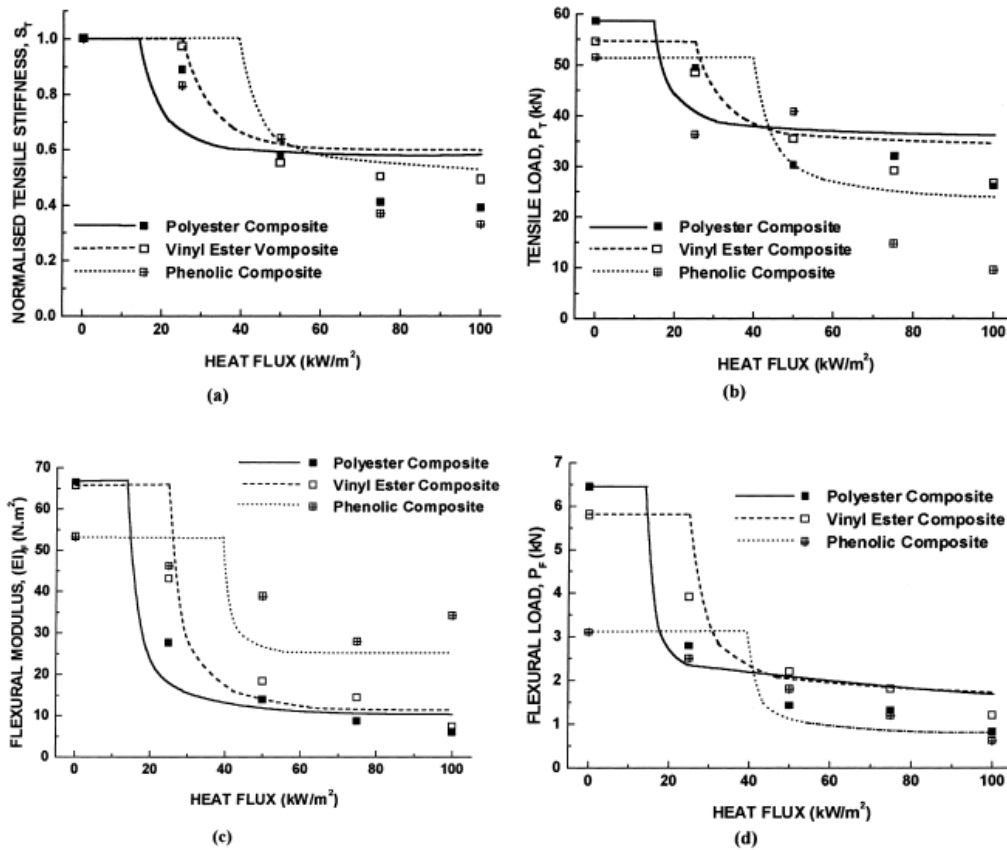 NORMALISED TENSILE STIFFNESS, S_T
1.0
0.8
0.6
0.4
0.2
0.0
Polyester Composite
Vinyl Ester Vomposite
Phenolic Composite
0 20 40 60 80 100
HEAT FLUX (kW/m²)
(a)
TENSILE LOAD, P_T (kN)
60
50
40
30
20
10
0
Polyester Composite
Vinyl Ester Composite
Phenolic Composite
0 20 40 60 80 100
HEAT FLUX (kW/m²)
(b)
FLEXURAL MODULUS, (EI)_F (N.m²)
70
60
50
40
30
20
10
0
Polyester Composite
Vinyl Ester Composite
Phenolic Composite
0 20 40 60 80 100
HEAT FLUX (kW/m²)
(c)
FLEXURAL LOAD, P_F (kN)
7
6
5
4
3
2
1
0
Polyester Composite
Vinyl Ester Composite
Phenolic Composite
0 20 40 60 80 100
HEAT FLUX (kW/m²)
(d)